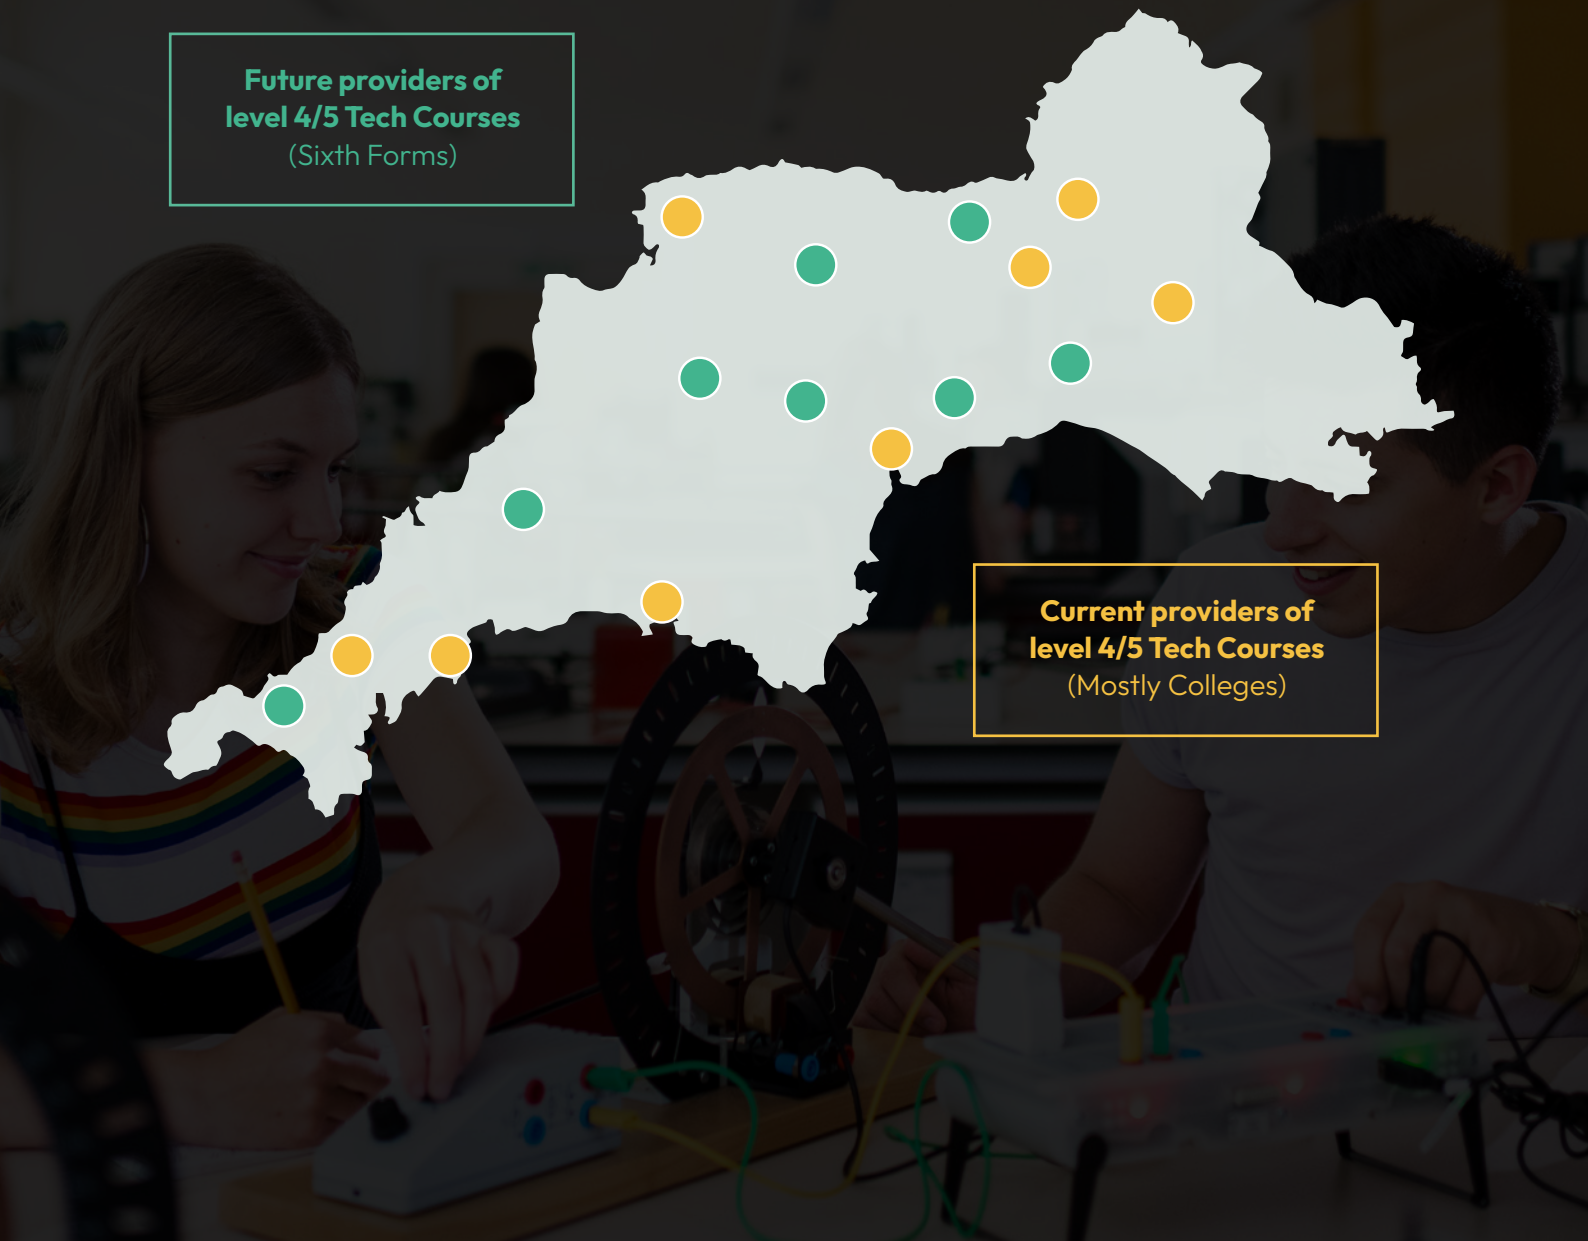 Future providers of
level 4/5 Tech Courses
(Sixth Forms)
Current providers of
level 4/5 Tech Courses
(Mostly Colleges)